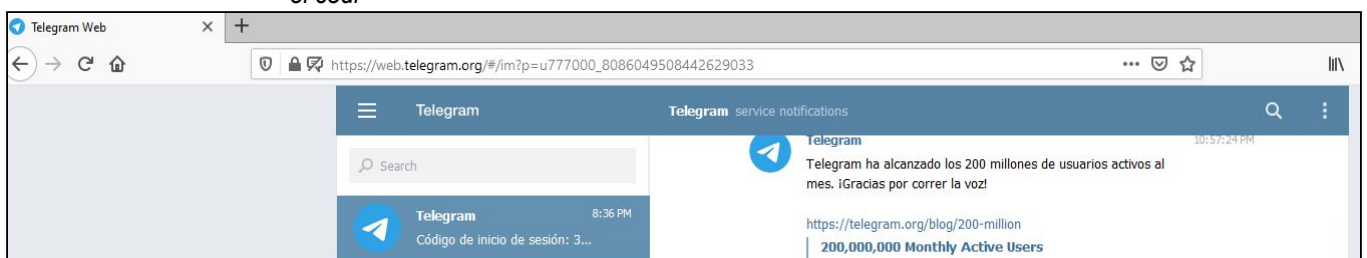 Telegram Web
https://web.telegram.org/#/im?p=u777000_8086049508442629033
Telegram
Telegram service notifications
Search
Telegram 8:36 PM
Código de inicio de sesión: 3...
Telegram 10:57:24 PM
Telegram ha alcanzado los 200 millones de usuarios activos al
mes. ¡Gracias por correr la voz!
https://telegram.org/blog/200-million
200,000,000 Monthly Active Users